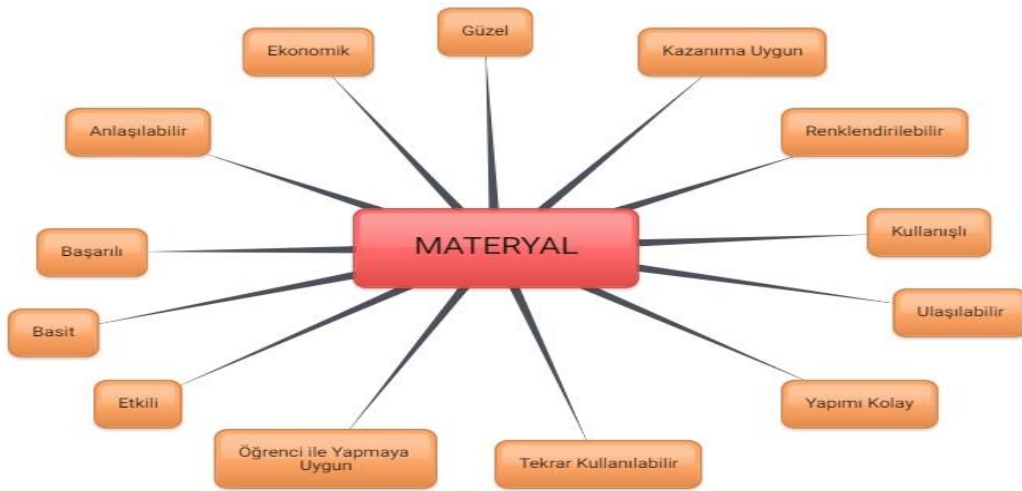 Güzel
Ekonomik
Kazanıma Uygun
Anlaşılabilir
Renklendirilebilir
Kullanışlı
MATERYAL
Başarılı
Ulaşılabilir
Basit
Etkili
Yapımı Kolay
Öğrenci ile Yapmaya
Uygun
Tekrar Kullanılabilir